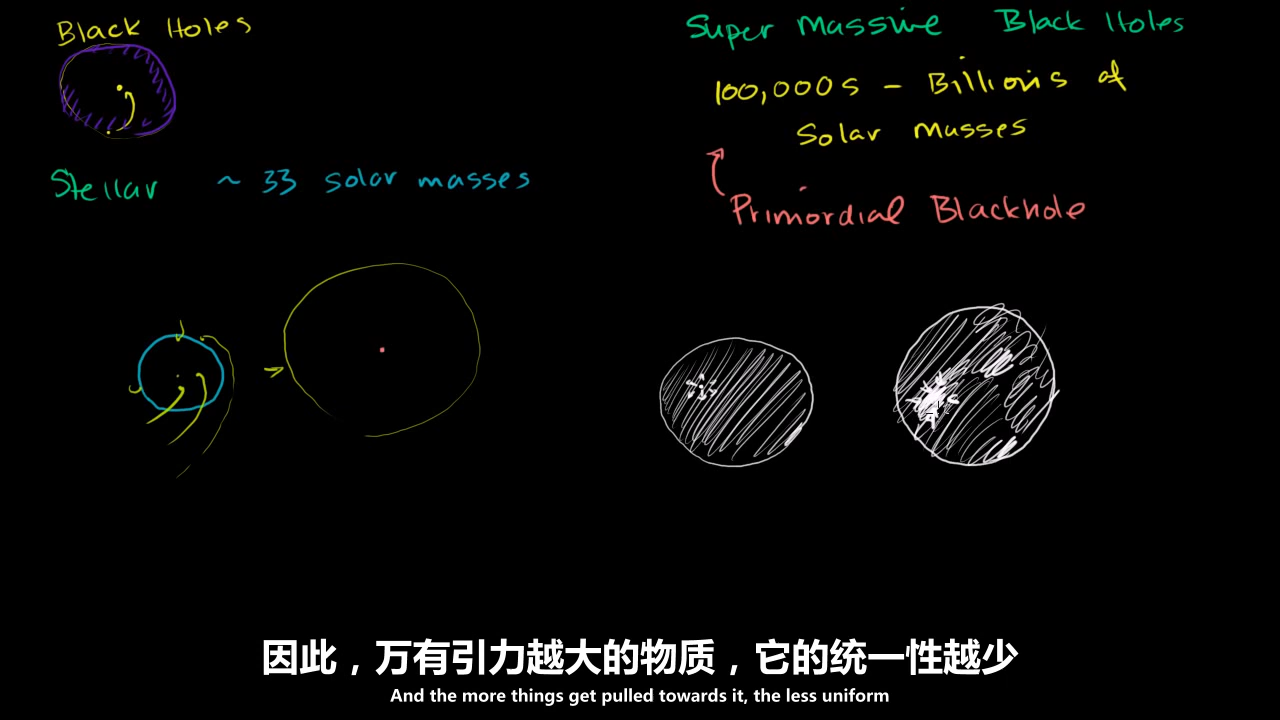 Black Holes
Super Massive Black Holes
100,000s - Billions of
Solar Masses
Stellar ~ 33 solar masses
Primordial Blackhole
因此，万有引力越大的物质，它的统一性越少
And the more things get pulled towards it, the less uniform